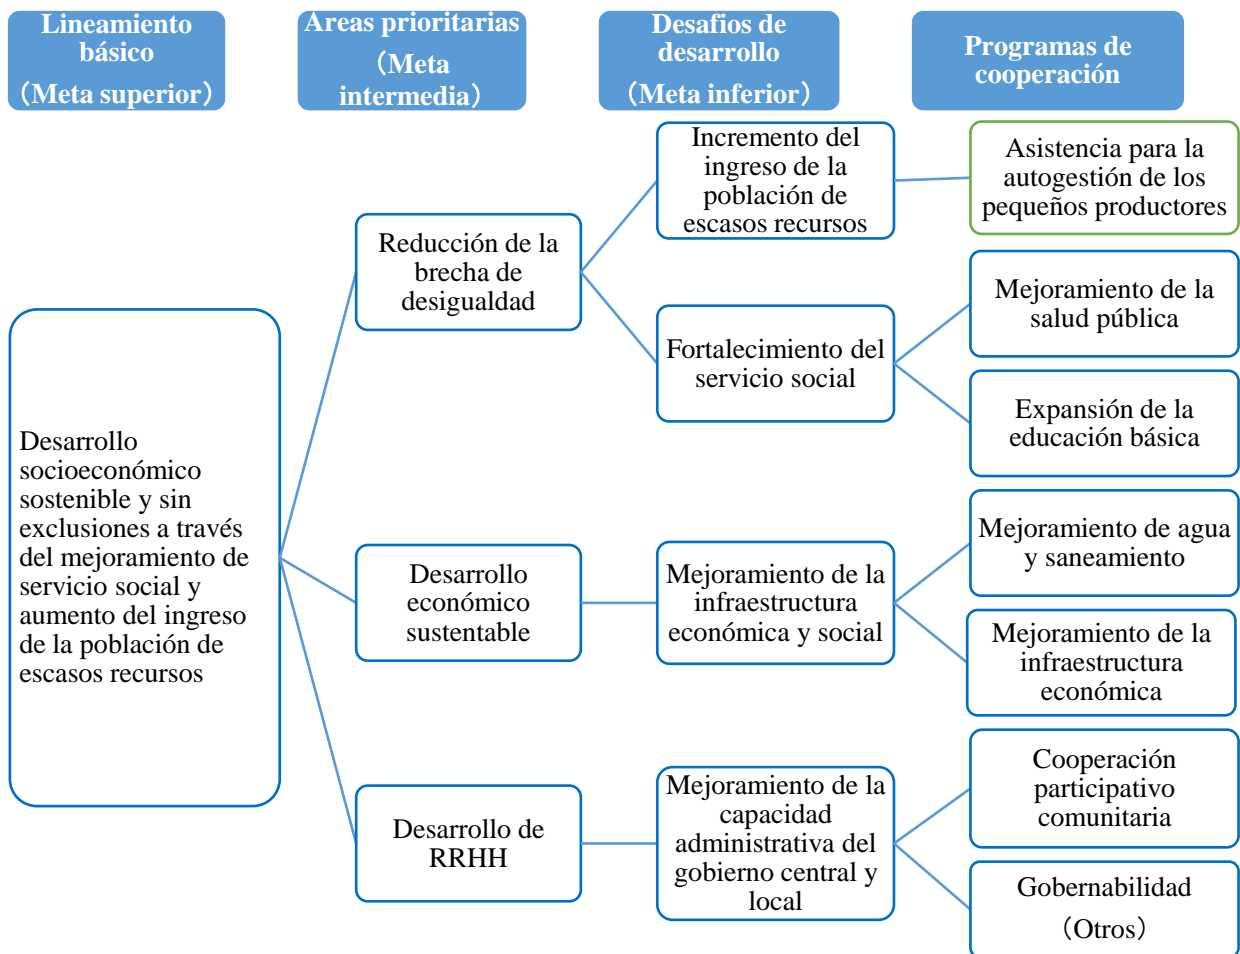 Lineamiento
básico
（Meta superior）
Areas prioritarias
（Meta
intermedia）
Desafios de
desarrollo
（Meta inferior）
Programas de
cooperación
Desarrollo
socioeconómico
sostenible y sin
exclusiones a través
del mejoramiento de
servicio social y
aumento del ingreso
de la población de
escasos recursos
Reducción de la
brecha de
desigualdad
Incremento del
ingreso de la
población de
escasos recursos
Asistencia para la
autogestión de los
pequeños productores
Fortalecimiento del
servicio social
Mejoramiento de la
salud pública
Expansión de la
educación básica
Desarrollo
económico
sustentable
Mejoramiento de la
infraestructura
económica y social
Mejoramiento de agua
y saneamiento
Mejoramiento de la
infraestructura
económica
Desarrollo de
RRHH
Mejoramiento de la
capacidad
administrativa del
gobierno central y
local
Cooperación
participativo
comunitaria
Gobernabilidad
（Otros）